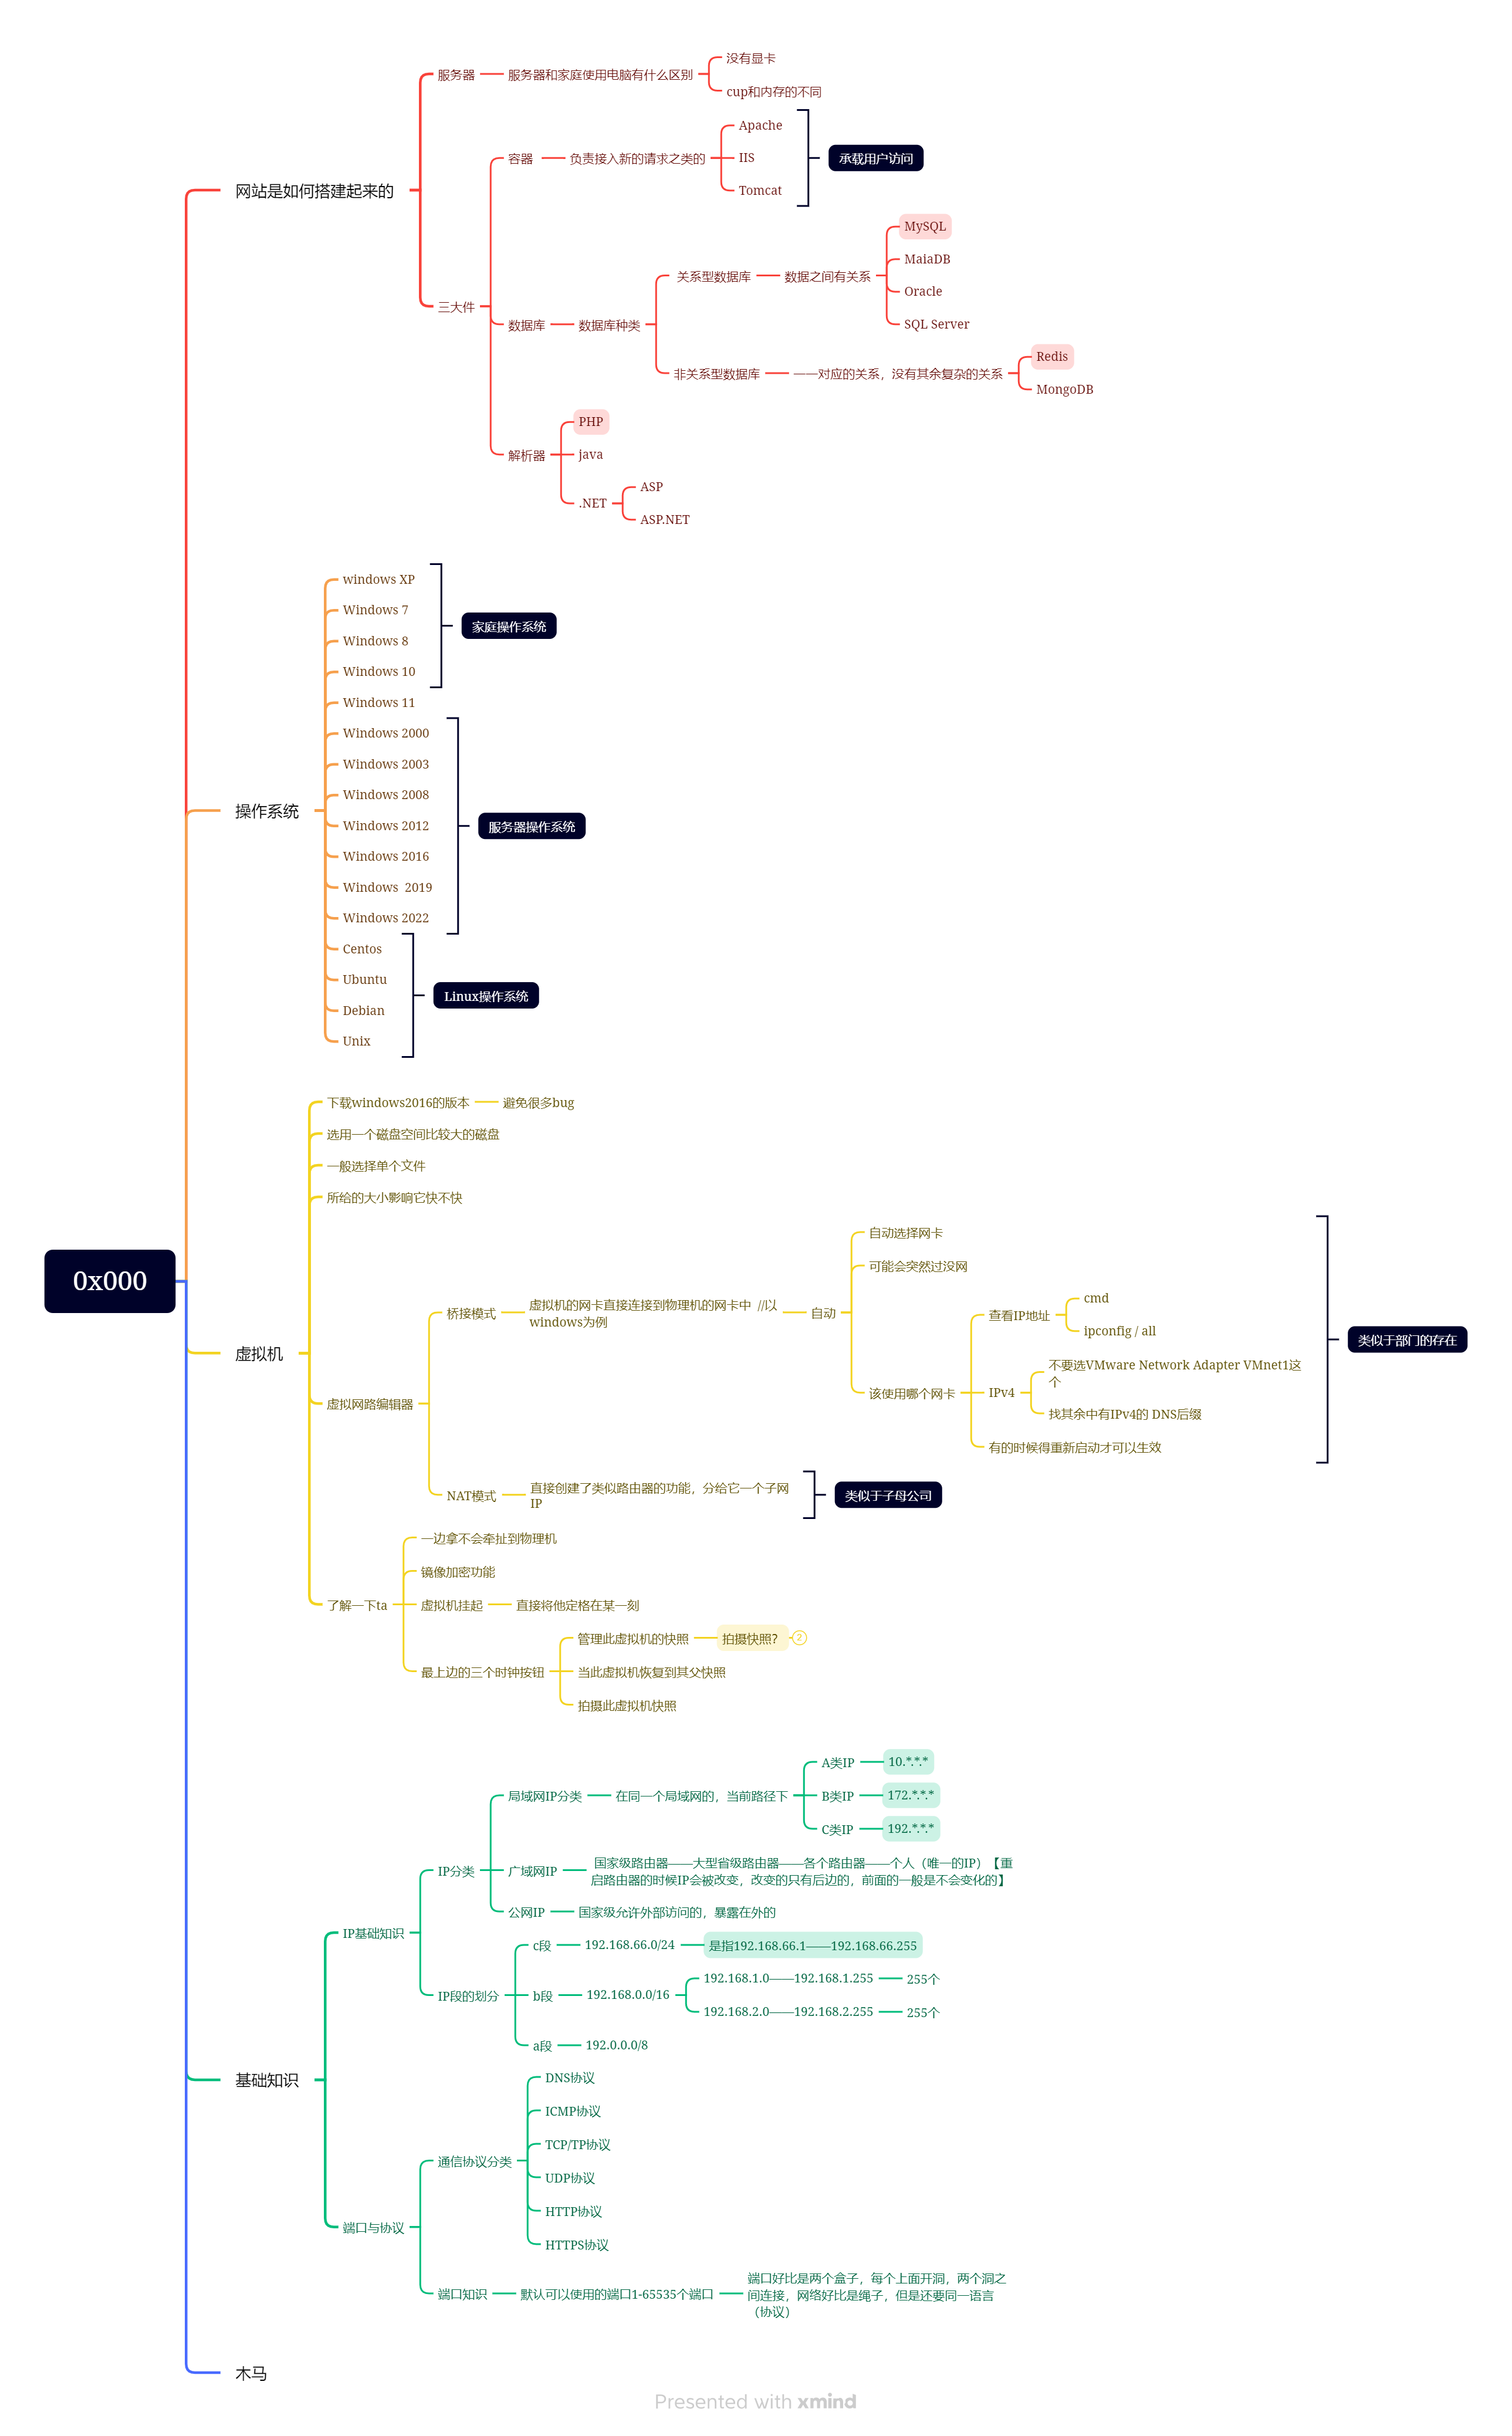 0x000
网站是如何搭建起来的
服务器
服务器和家庭使用电脑有什么区别
没有显卡
cup和内存的不同
三大件
容器
负责接入新的请求之类的
Apache
IIS
Tomcat
承载用户访问
数据库
数据库种类
关系型数据库
数据之间有关系
MySQL
MaiaDB
Oracle
SQL Server
非关系型数据库
一一对应的关系，没有其余复杂的关系
Redis
MongoDB
解析器
PHP
java
.NET
ASP
ASP.NET
操作系统
windows XP
Windows 7
Windows 8
Windows 10
家庭操作系统
Windows 11
Windows 2000
Windows 2003
Windows 2008
Windows 2012
Windows 2016
Windows  2019
Windows 2022
服务器操作系统
Centos
Ubuntu
Debian
Unix
Linux操作系统
虚拟机
下载windows2016的版本
避免很多bug
选用一个磁盘空间比较大的磁盘
一般选择单个文件
所给的大小影响它快不快
虚拟网路编辑器
桥接模式
虚拟机的网卡直接连接到物理机的网卡中  //以
windows为例
自动
自动选择网卡
可能会突然过没网
该使用哪个网卡
查看IP地址
cmd
ipconfig / all
IPv4
不要选VMware Network Adapter VMnet1这
个
找其余中有IPv4的 DNS后缀
有的时候得重新启动才可以生效
类似于部门的存在
NAT模式
直接创建了类似路由器的功能，分给它一个子网
IP
类似于子母公司
了解一下ta
一边拿不会牵扯到物理机
镜像加密功能
虚拟机挂起
直接将他定格在某一刻
最上边的三个时钟按钮
管理此虚拟机的快照
拍摄快照？
2
当此虚拟机恢复到其父快照
拍摄此虚拟机快照
基础知识
IP基础知识
IP分类
局域网IP分类
在同一个局域网的，当前路径下
A类IP
10.*.*.*
B类IP
172.*.*.*
C类IP
192.*.*.*
广域网IP
国家级路由器——大型省级路由器——各个路由器——个人（唯一的IP）【重
启路由器的时候IP会被改变，改变的只有后边的，前面的一般是不会变化的】
公网IP
国家级允许外部访问的，暴露在外的
IP段的划分
c段
192.168.66.0/24
是指192.168.66.1——192.168.66.255
b段
192.168.0.0/16
192.168.1.0——192.168.1.255
255个
192.168.2.0——192.168.2.255
255个
a段
192.0.0.0/8
端口与协议
通信协议分类
DNS协议
ICMP协议
TCP/TP协议
UDP协议
HTTP协议
HTTPS协议
端口知识
默认可以使用的端口1-65535个端口
端口好比是两个盒子，每个上面开洞，两个洞之
间连接，网络好比是绳子，但是还要同一语言
（协议）
木马
Presented with xmind